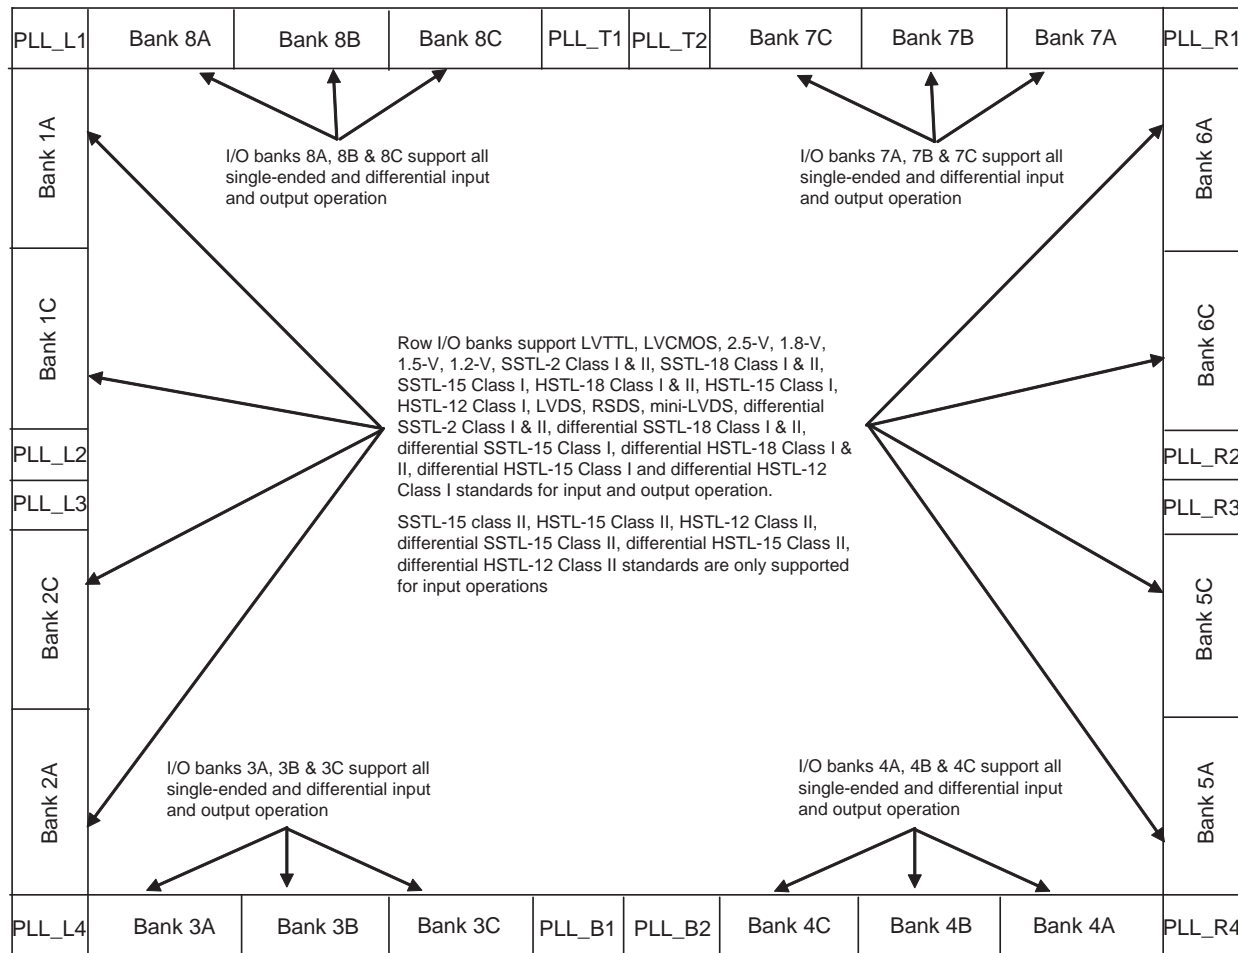 PLL_L1 Bank 8A Bank 8B Bank 8C PLL_T1 PLL_T2 Bank 7C Bank 7B Bank 7A PLL_R1
Bank 1A
I/O banks 8A, 8B & 8C support all
single-ended and differential input
and output operation
I/O banks 7A, 7B & 7C support all
single-ended and differential input
and output operation
Bank 6A
Bank 1C
Bank 6C
Row I/O banks support LVTTL, LVCMOS, 2.5-V, 1.8-V,
1.5-V, 1.2-V, SSTL-2 Class I & II, SSTL-18 Class I & II,
SSTL-15 Class I, HSTL-18 Class I & II, HSTL-15 Class I,
HSTL-12 Class I, LVDS, RSDS, mini-LVDS, differential
SSTL-2 Class I & II, differential SSTL-18 Class I & II,
differential SSTL-15 Class I, differential HSTL-18 Class I &
II, differential HSTL-15 Class I and differential HSTL-12
Class I standards for input and output operation.
SSTL-15 class II, HSTL-15 Class II, HSTL-12 Class II,
differential SSTL-15 Class II, differential HSTL-15 Class II,
differential HSTL-12 Class II standards are only supported
for input operations
PLL_L2
PLL_R2
PLL_L3
PLL_R3
Bank 2C
Bank 5C
Bank 2A
I/O banks 3A, 3B & 3C support all
single-ended and differential input
and output operation
I/O banks 4A, 4B & 4C support all
single-ended and differential input
and output operation
Bank 5A
PLL_L4 Bank 3A Bank 3B Bank 3C PLL_B1 PLL_B2 Bank 4C Bank 4B Bank 4A PLL_R4